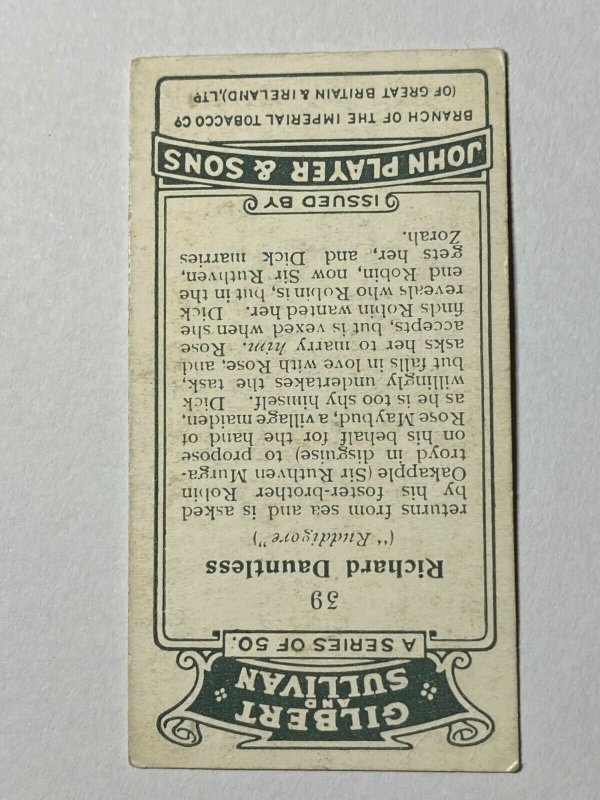 GILBERT
AND
SULLIVAN
A SERIES OF 50.
39
Richard Dauntless
("Ruddigore")
returns from sea and is asked
by his foster-brother Robin
Oakapple (Sir Ruthven Murga-
troyd in disguise) to propose
on his behalf for the hand of
Rose Maybud, a village maiden,
as he is too shy himself. Dick
willingly undertakes the task,
but falls in love with Rose, and
asks her to marry him. Rose
accepts, but is vexed when she
finds Robin wanted her. Dick
reveals who Robin is, but in the
end Robin, now Sir Ruthven,
gets her, and Dick marries
Zorah.
ISSUED BY
JOHN PLAYER & SONS
BRANCH OF THE IMPERIAL TOBACCO CO
(OF GREAT BRITAIN & IRELAND), LTD